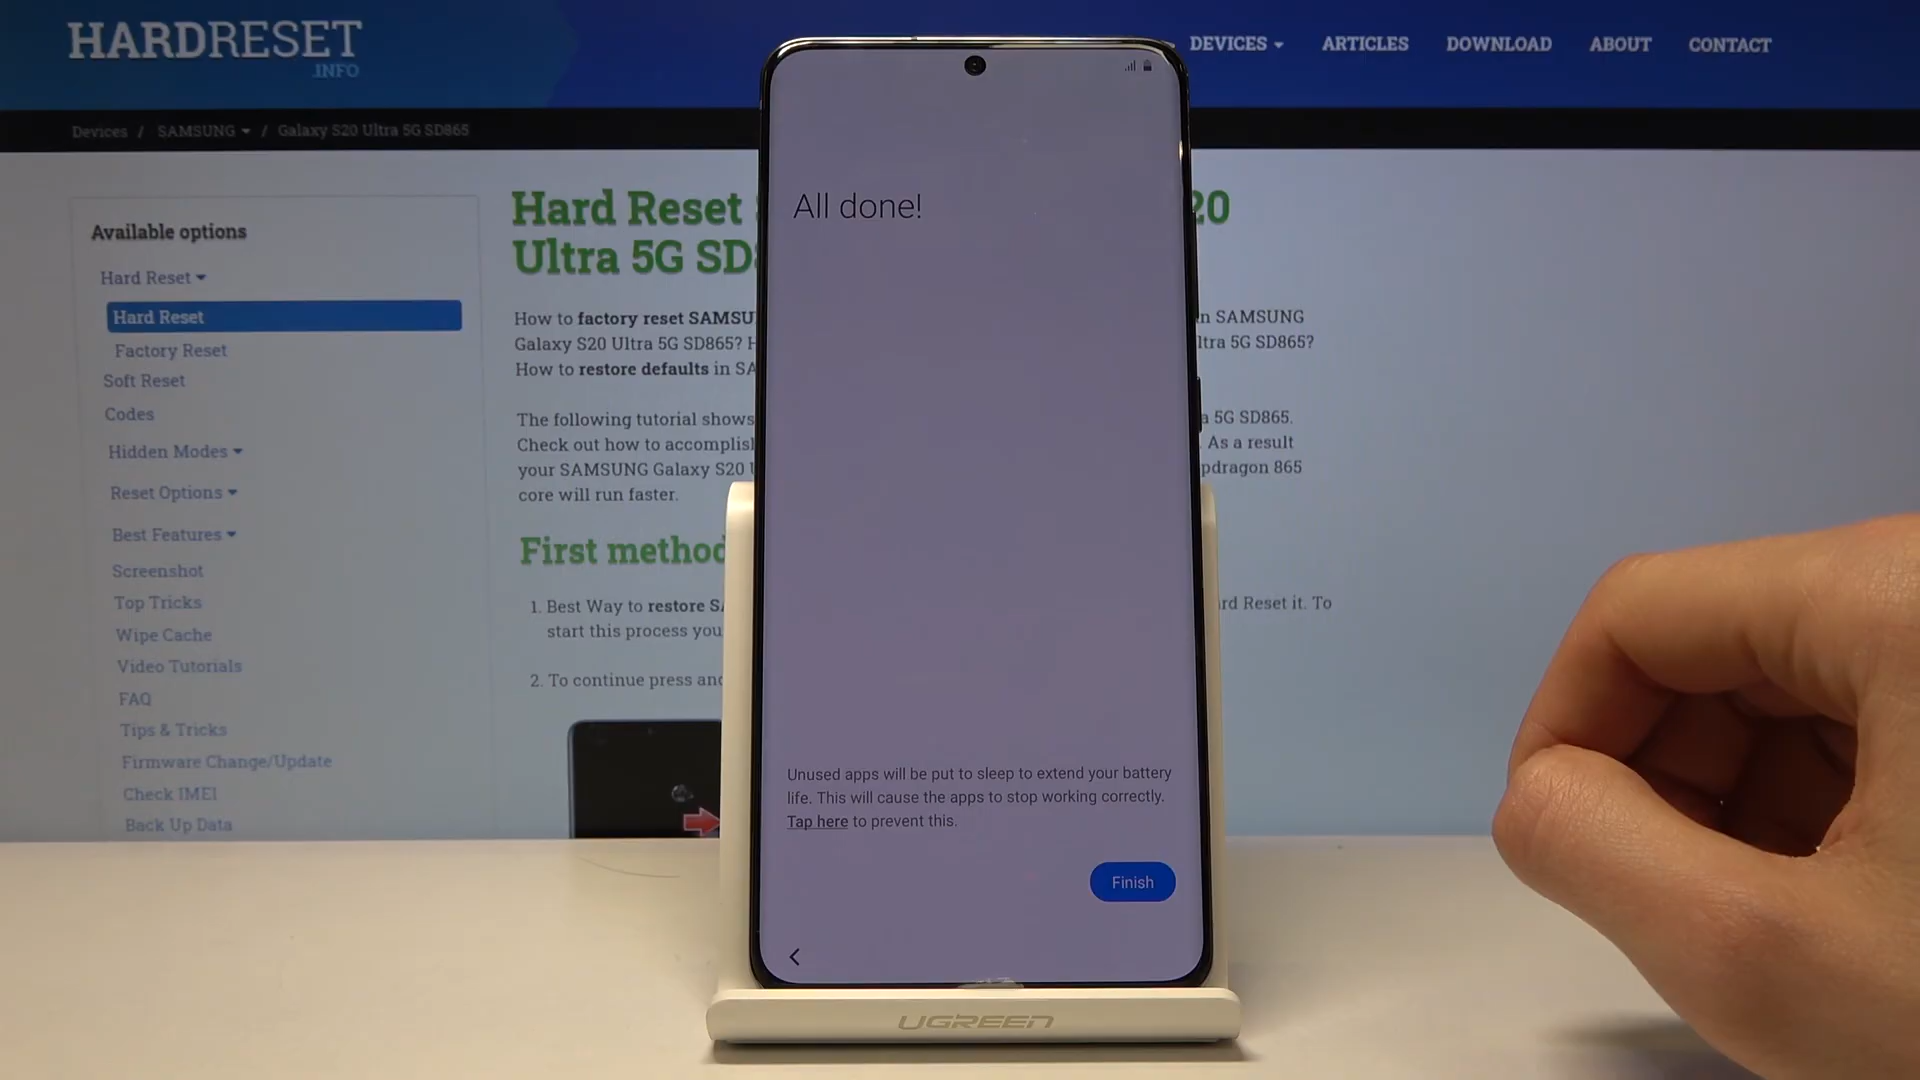 HARDRESET
.INFO
DEVICES
ARTICLES
DOWNLOAD
ABOUT
CONTACT
Devices / SAMSUNG / Galaxy S20 Ultra 5G SD865
Available options
Hard Reset
Hard Reset
Factory Reset
Soft Reset
Codes
Hidden Modes
Reset Options
Best Features
Screenshot
Top Tricks
Wipe Cache
Video Tutorials
FAQ
Tips & Tricks
Firmware Change/Update
Check IMEI
Back Up Data
Hard Reset
20
Ultra 5G SD
How to factory reset SAMSU
n SAMSUNG
Galaxy S20 Ultra 5G SD865? H
ltra 5G SD865?
How to restore defaults in SA
The following tutorial shows
a 5G SD865.
Check out how to accomplis
. As a result
your SAMSUNG Galaxy S20
pdragon 865
core will run faster.
First method
1. Best Way to restore SA
rd Reset it. To
start this process you
2. To continue press and
All done!
Unused apps will be put to sleep to extend your battery
life. This will cause the apps to stop working correctly.
Tap here to prevent this.
Finish
UGREEN